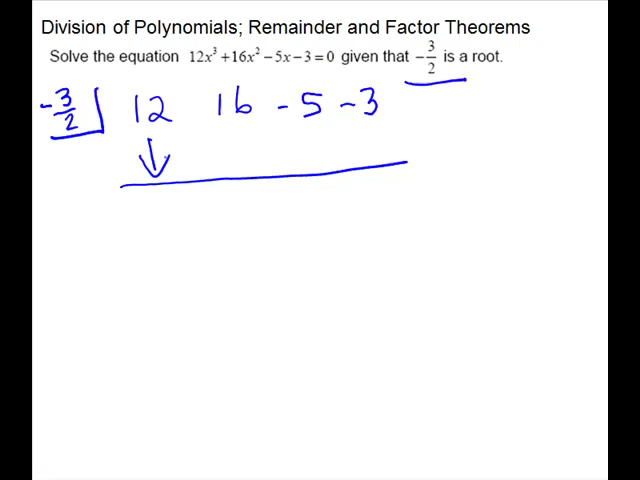 Division of Polynomials; Remainder and Factor Theorems
Solve the equation 12x³ +16x² −5x−3=0 given that −3/2 is a root.
-3/2 12 16 -5 -3